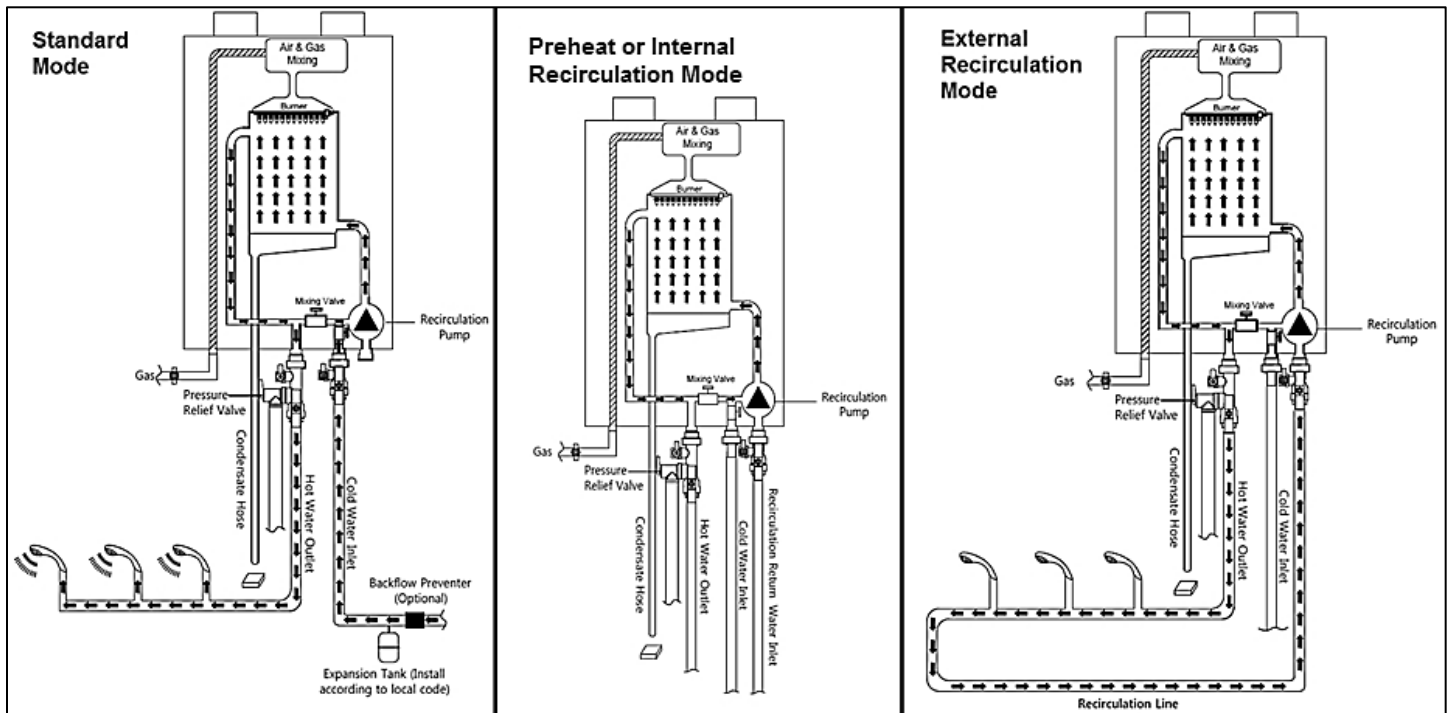 Standard
Mode
Air & Gas
Mixing
Burner
Mixing Valve
Recirculation
Pump
Gas
Pressure
Relief Valve
Condensate Hose
Hot Water Outlet
Cold Water Inlet
Backflow Preventer
(Optional)
Expansion Tank (Install
according to local code)
Preheat or Internal
Recirculation Mode
Air & Gas
Mixing
Burner
Mixing Valve
Recirculation
Pump
Gas
Pressure
Relief Valve
Condensate Hose
Hot Water Outlet
Cold Water Inlet
Recirculation Return Water Inlet
External
Recirculation
Mode
Air & Gas
Mixing
Burner
Mixing Valve
Recirculation
Pump
Gas
Pressure
Relief Valve
Condensate Hose
Hot Water Outlet
Cold Water Inlet
Recirculation Line